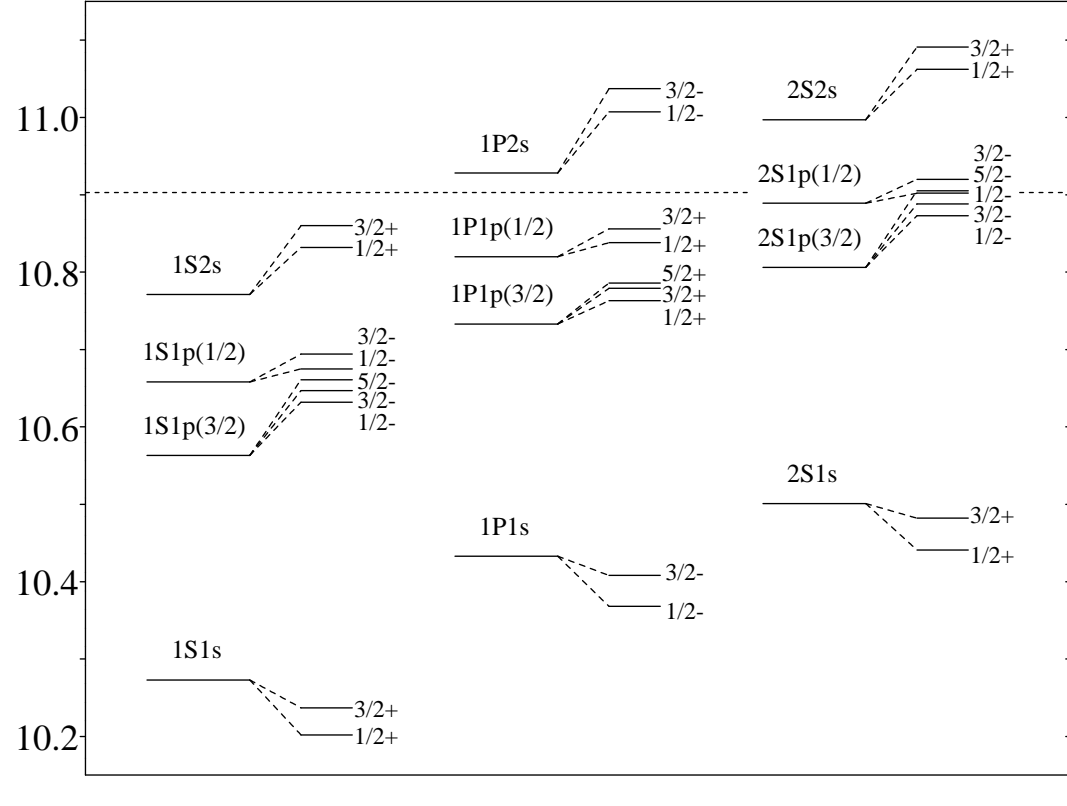 3/2+
11.0
2S2s
1/2+
3/2-
1/2-
1P2s
3/2-
2S1p(1/2)
5/2-
1/2-
2S1p(3/2)
3/2-
1/2-
3/2+
1P1p(1/2)
1/2+
3/2+
1/2+
10.8
1S2s
5/2+
1P1p(3/2)
3/2+
1/2+
3/2-
1S1p(1/2)
1/2-
5/2-
3/2-
10.6
1S1p(3/2)
1/2-
2S1s
3/2+
1P1s
1/2+
10.4
3/2-
1/2-
1S1s
3/2+
10.2
1/2+